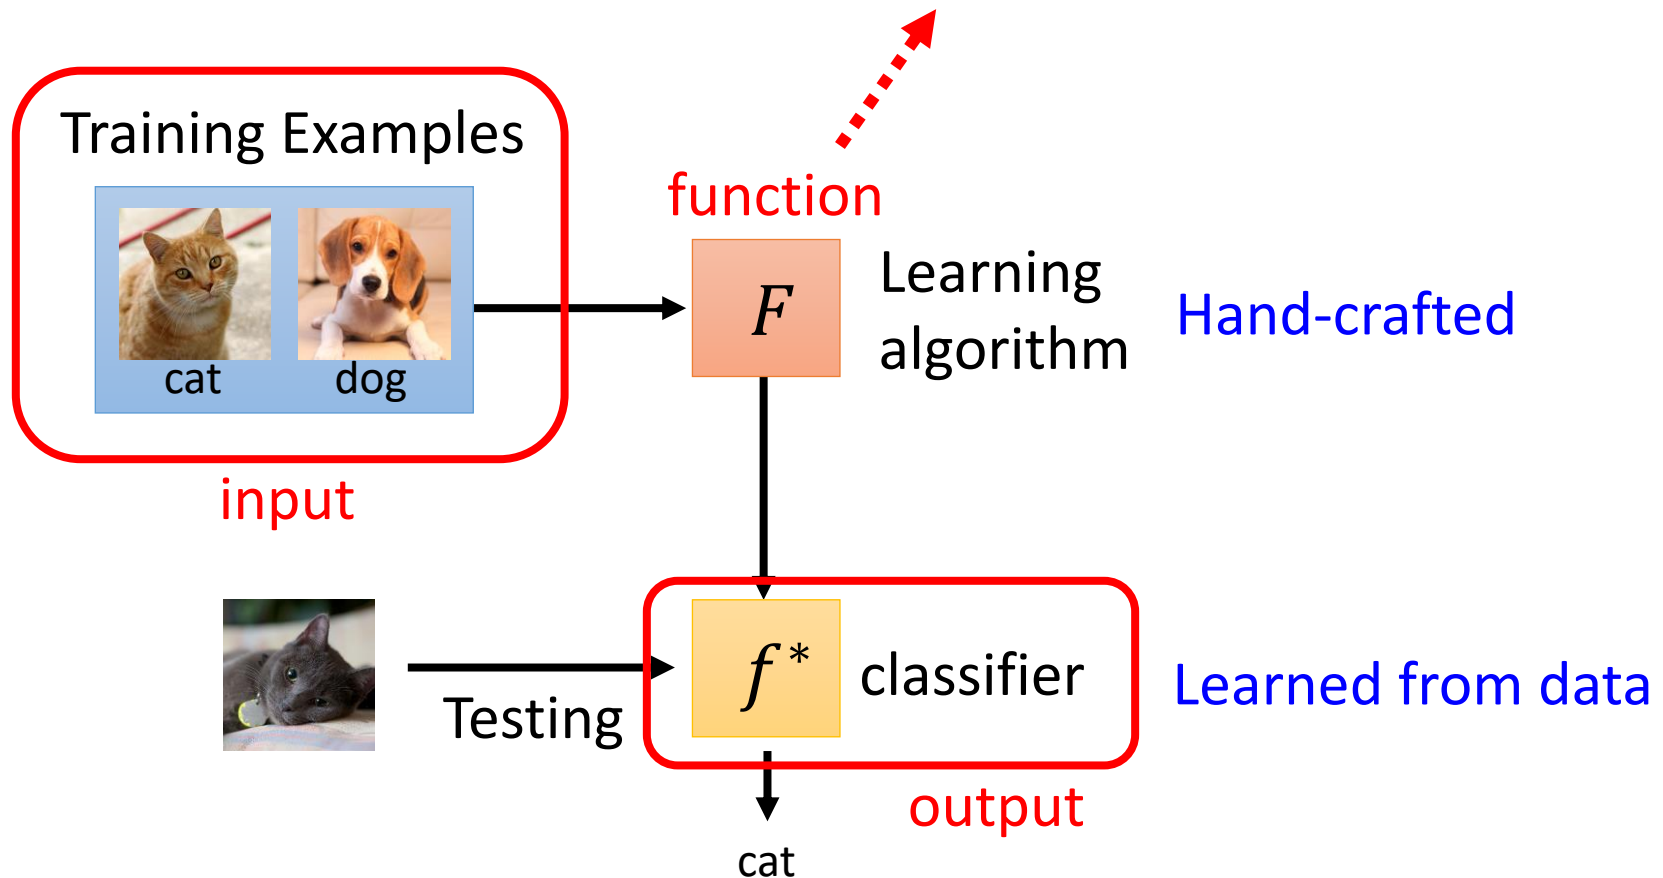 Training Examples
cat
dog
input
function
F
Learning
algorithm
Hand-crafted
Testing
f*
classifier
Learned from data
output
cat